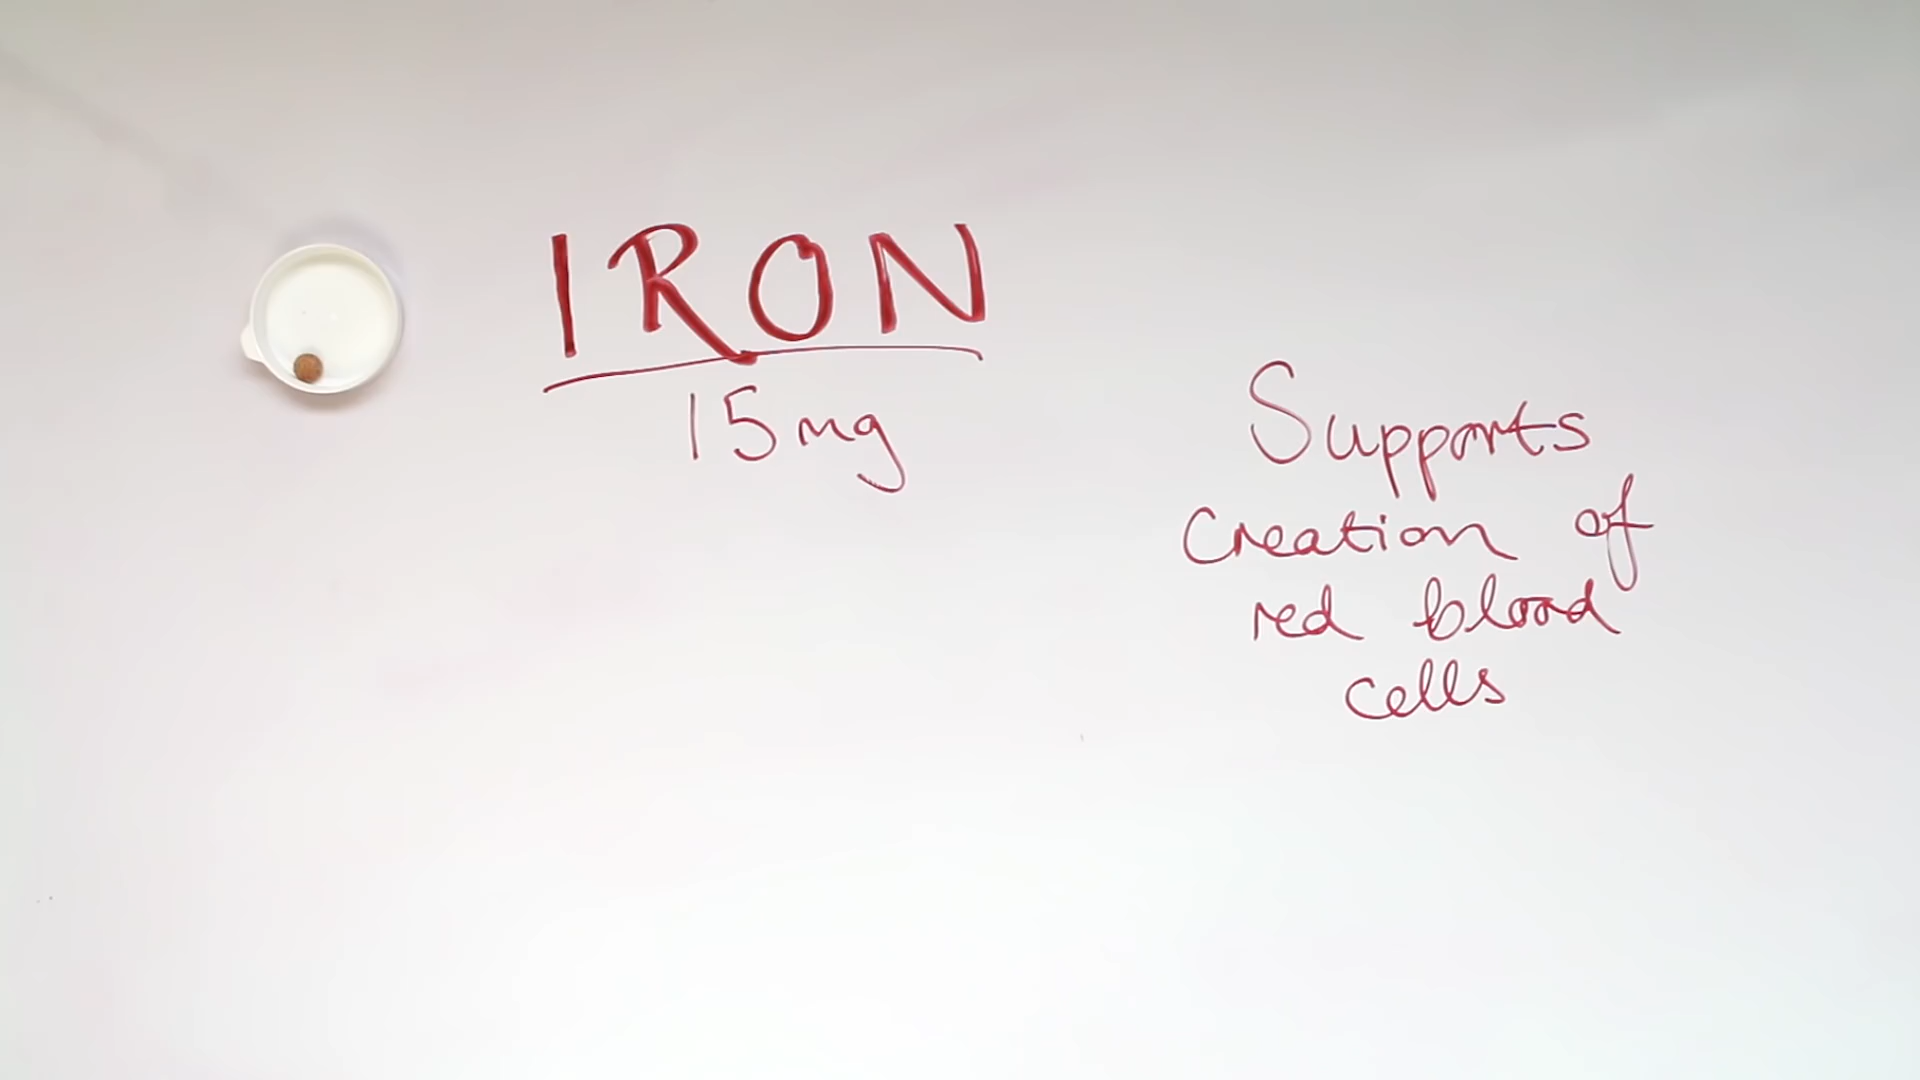 IRON
15mg
Supports
Creation of
red blood
cells